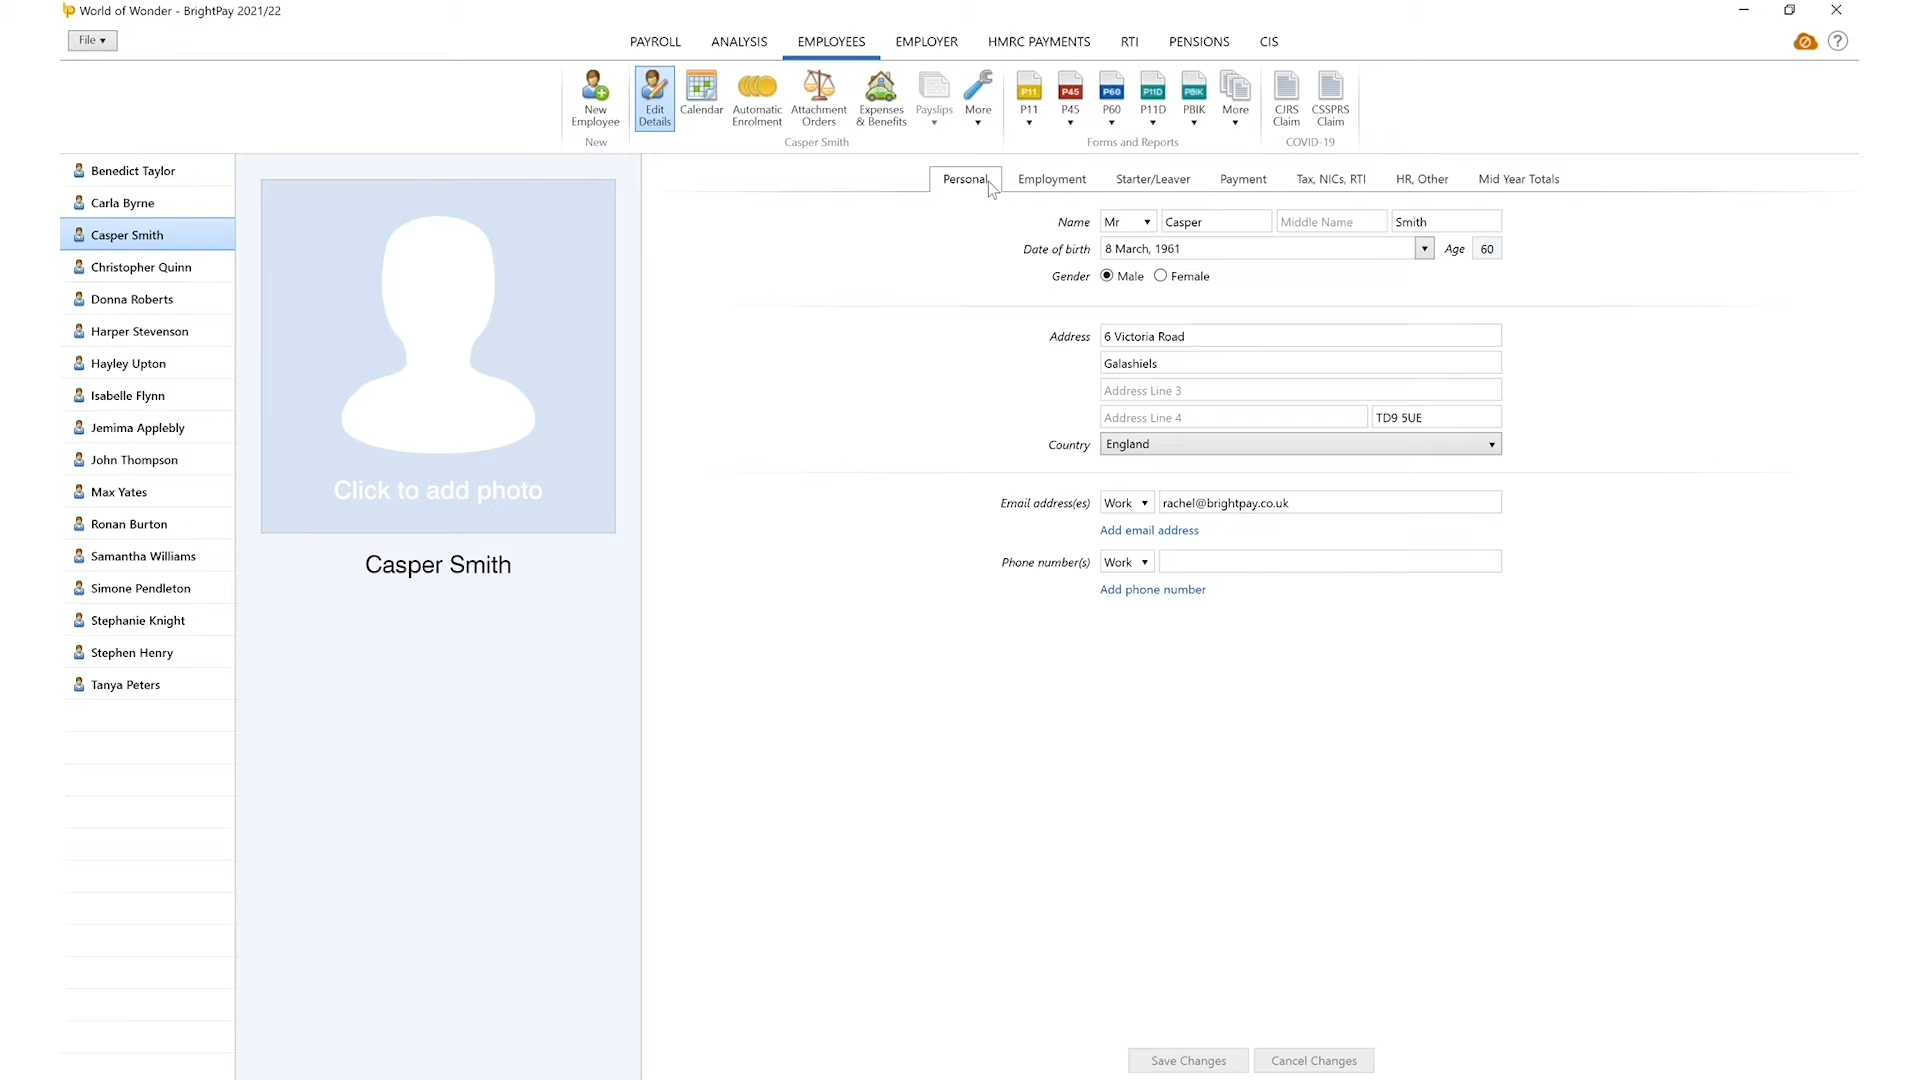 World of Wonder - BrightPay 2021/22
File
PAYROLL ANALYSIS EMPLOYEES EMPLOYER HMRC PAYMENTS RTI PENSIONS CIS
New Employee
Edit Details
Calendar
Automatic Enrolment
Attachment Orders
Expenses & Benefits
Payslips
More
P11 P11
P45 P45
P60 P60
P11D P11D
PBIK PBIK
More
CJRS Claim
CSSPRS Claim
New Casper Smith Forms and Reports COVID-19
Benedict Taylor
Carla Byrne
Casper Smith
Christopher Quinn
Donna Roberts
Harper Stevenson
Hayley Upton
Isabelle Flynn
Jemima Applebly
John Thompson
Max Yates
Ronan Burton
Samantha Williams
Simone Pendleton
Stephanie Knight
Stephen Henry
Tanya Peters
Click to add photo
Casper Smith
Personal Employment Starter/Leaver Payment Tax, NICs, RTI HR, Other Mid Year Totals
Name Mr Casper Middle Name Smith
Date of birth 8 March, 1961 Age 60
Gender Male Female
Address 6 Victoria Road
Galashiels
Address Line 3
Address Line 4 TD9 5UE
Country England
Email address(es) Work rachel@brightpay.co.uk
Add email address
Phone number(s) Work
Add phone number
Save Changes Cancel Changes